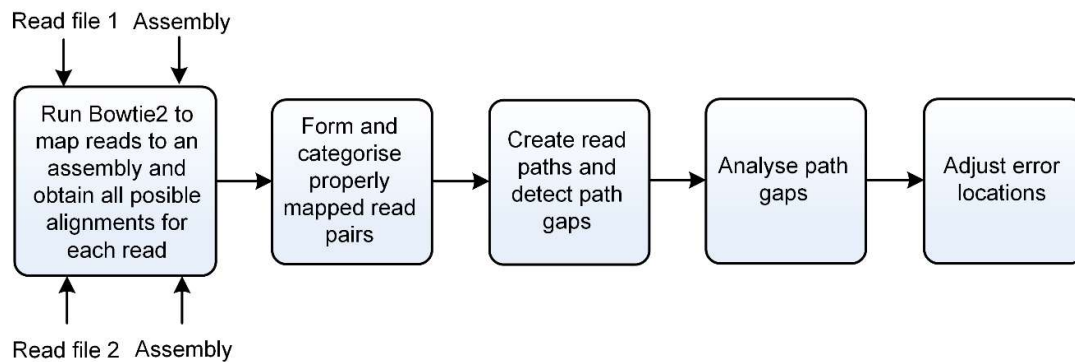 Read file 1 Assembly
Run Bowtie2 to
map reads to an
assembly and
obtain all posible
alignments for
each read
Form and
categorise
properly
mapped read
pairs
Create read
paths and
detect path
gaps
Analyse path
gaps
Adjust error
locations
Read file 2 Assembly